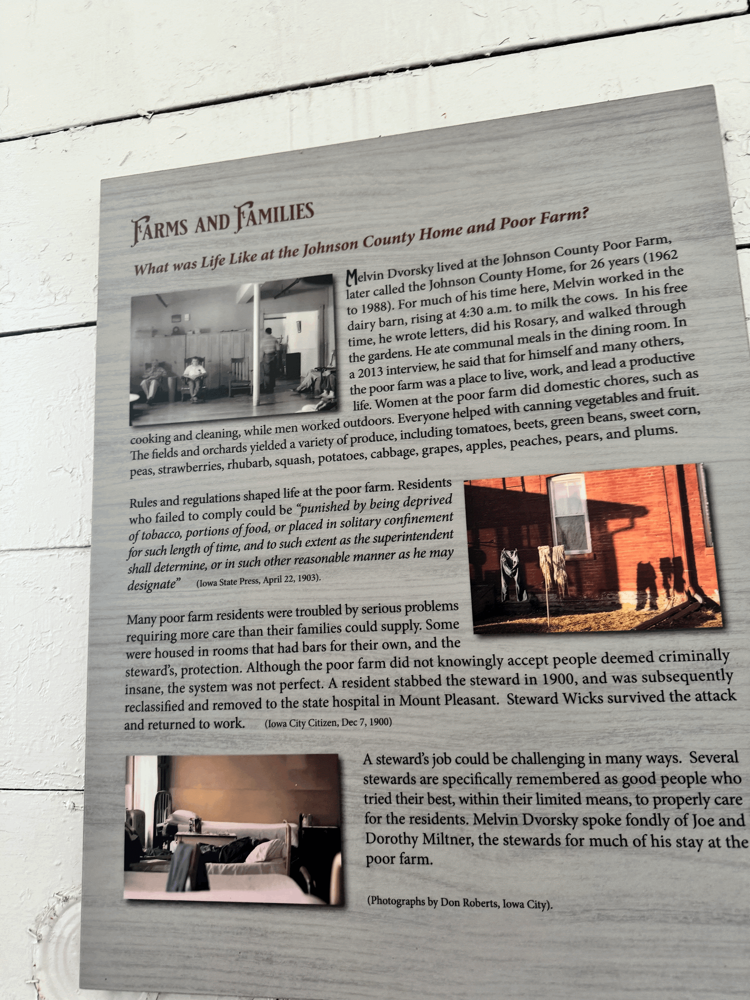 FARMS AND FAMILIES
What was Life Like at the Johnson County Home and Poor Farm?
Melvin Dvorsky lived at the Johnson County Poor Farm,
later called the Johnson County Home, for 26 years (1962
to 1988). For much of his time here, Melvin worked in the
dairy barn, rising at 4:30 a.m. to milk the cows. In his free
time, he wrote letters, did his Rosary, and walked through
the gardens. He ate communal meals in the dining room. In
a 2013 interview, he said that for himself and many others,
the poor farm was a place to live, work, and lead a productive
life. Women at the poor farm did domestic chores, such as
cooking and cleaning, while men worked outdoors. Everyone helped with canning vegetables and fruit.
The fields and orchards yielded a variety of produce, including tomatoes, beets, green beans, sweet corn,
peas, strawberries, rhubarb, squash, potatoes, cabbage, grapes, apples, peaches, pears, and plums.
Rules and regulations shaped life at the poor farm. Residents
who failed to comply could be “punished by being deprived
of tobacco, portions of food, or placed in solitary confinement
for such length of time, and to such extent as the superintendent
shall determine, or in such other reasonable manner as he may
designate” (Iowa State Press, April 22, 1903).
Many poor farm residents were troubled by serious problems
requiring more care than their families could supply. Some
were housed in rooms that had bars for their own, and the
steward’s, protection. Although the poor farm did not knowingly accept people deemed criminally
insane, the system was not perfect. A resident stabbed the steward in 1900, and was subsequently
reclassified and removed to the state hospital in Mount Pleasant. Steward Wicks survived the attack
and returned to work. (Iowa City Citizen, Dec 7, 1900)
A steward’s job could be challenging in many ways. Several
stewards are specifically remembered as good people who
tried their best, within their limited means, to properly care
for the residents. Melvin Dvorsky spoke fondly of Joe and
Dorothy Miltner, the stewards for much of his stay at the
poor farm.
(Photographs by Don Roberts, Iowa City).